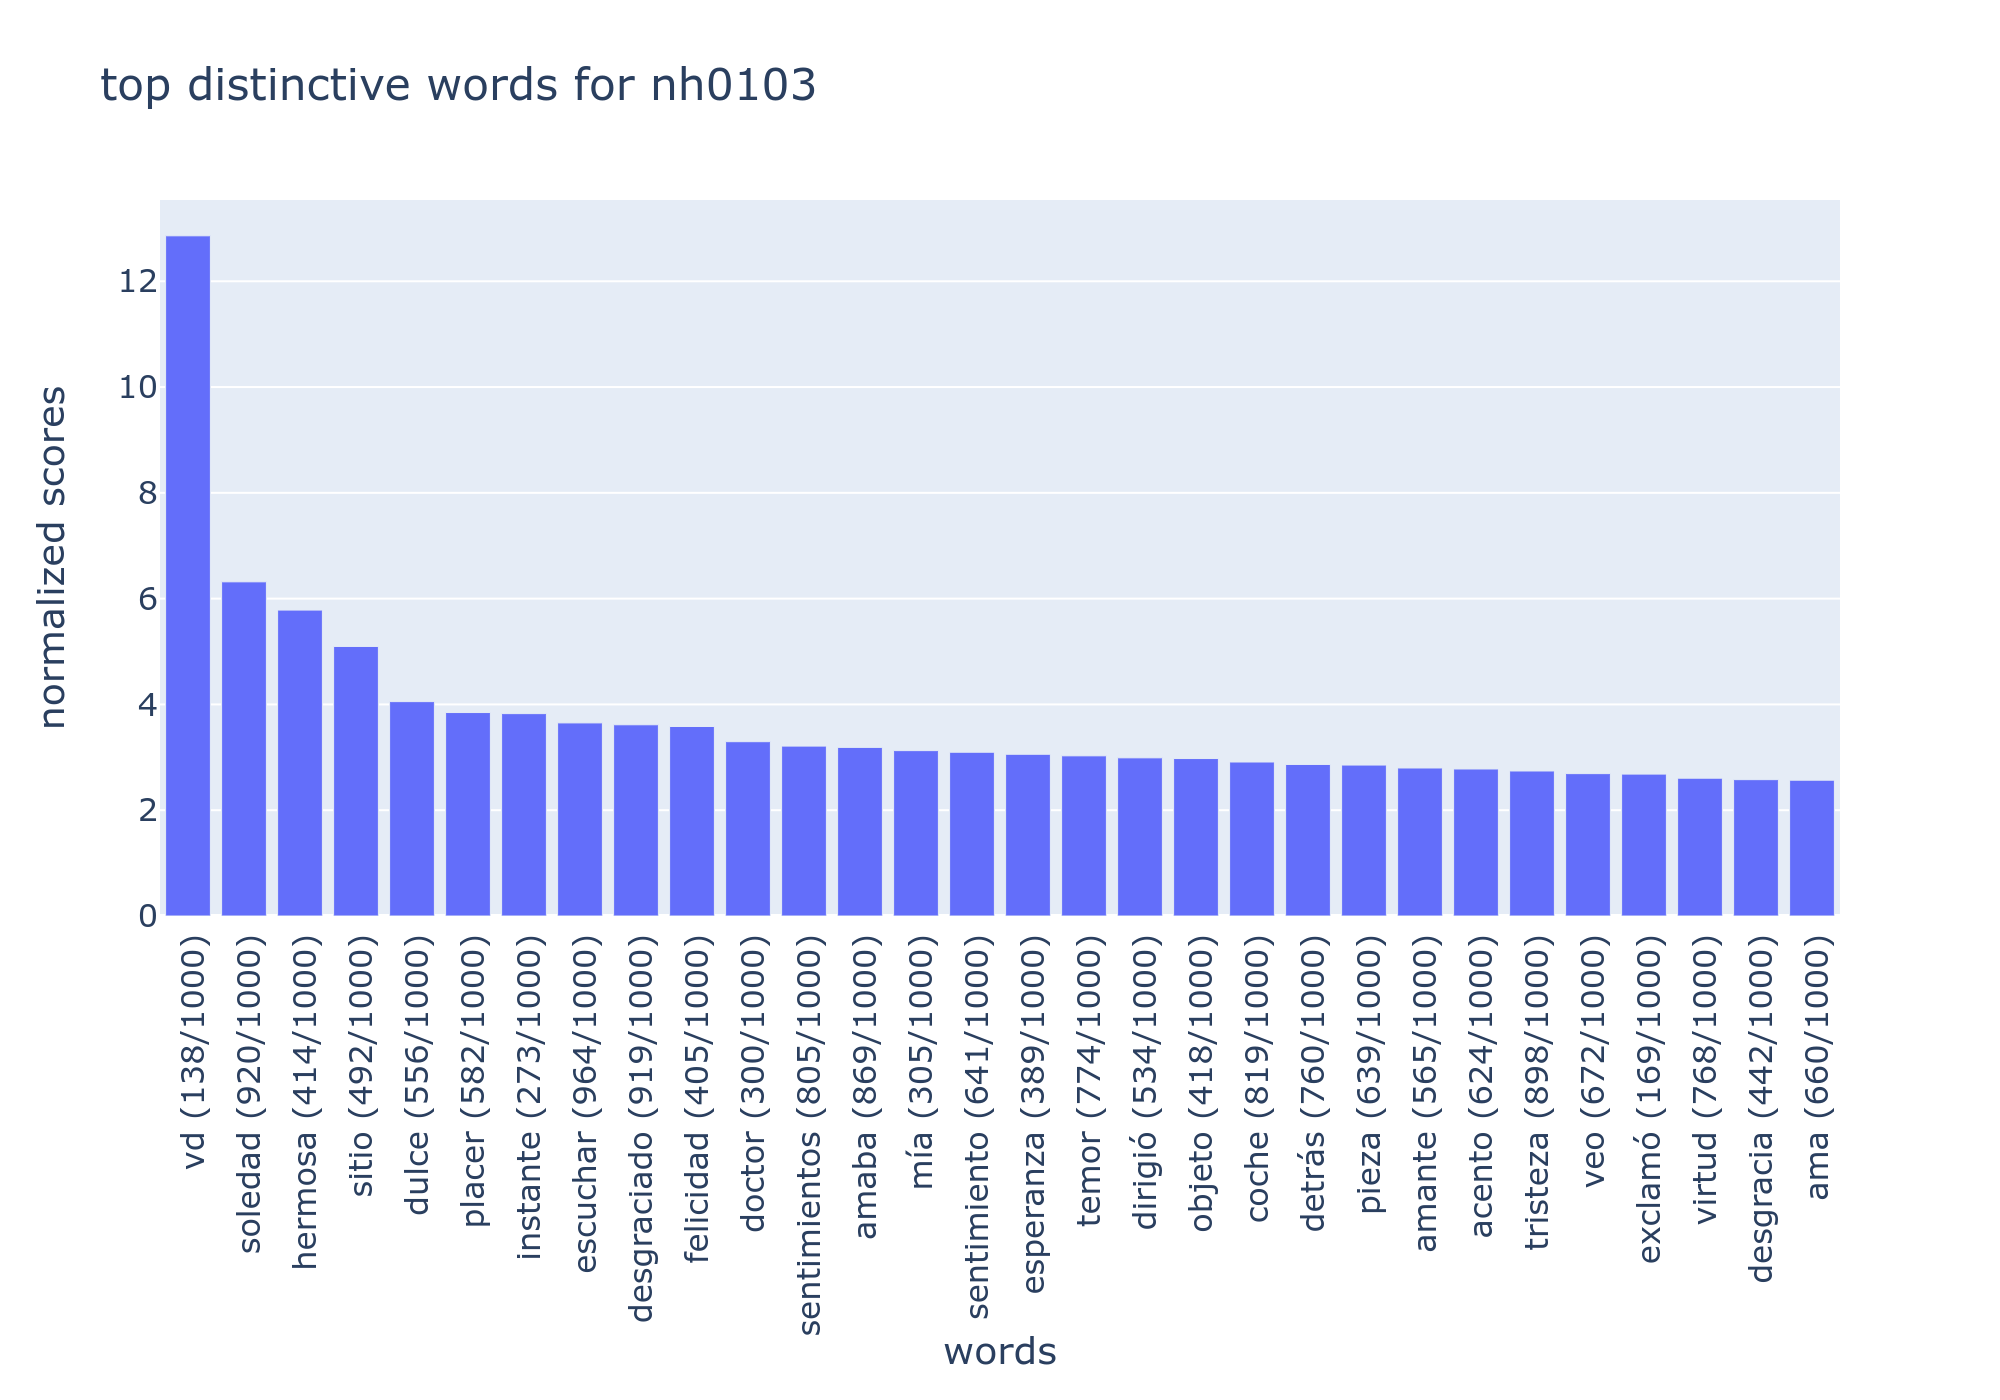 top distinctive words for nh0103
normalized scores
12
10
8
6
4
2
0
vd (138/1000)
soledad (920/1000)
hermosa (414/1000)
sitio (492/1000)
dulce (556/1000)
placer (582/1000)
instante (273/1000)
escuchar (964/1000)
desgraciado (919/1000)
felicidad (405/1000)
doctor (300/1000)
sentimientos (805/1000)
amaba (869/1000)
mía (305/1000)
sentimiento (641/1000)
esperanza (389/1000)
temor (774/1000)
dirigió (534/1000)
objeto (418/1000)
coche (819/1000)
detrás (760/1000)
pieza (639/1000)
amante (565/1000)
acento (624/1000)
tristeza (898/1000)
veo (672/1000)
exclamó (169/1000)
virtud (768/1000)
desgracia (442/1000)
ama (660/1000)
words